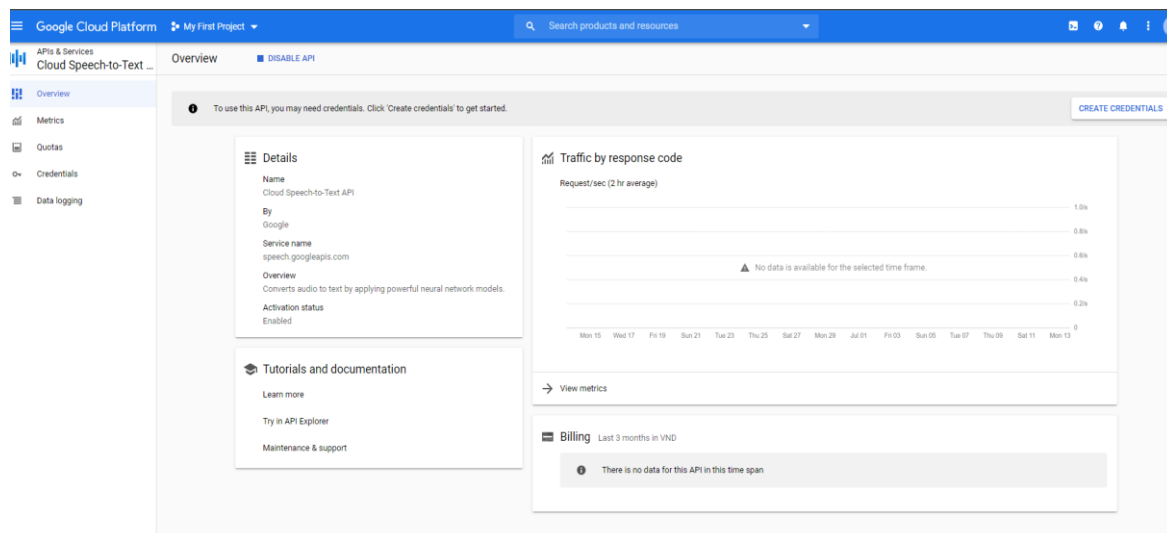 Google Cloud Platform
My First Project
Search products and resources
APIs & Services
Cloud Speech-to-Text ...
Overview
DISABLE API
Overview
Metrics
Quotas
Credentials
Data logging
To use this API, you may need credentials. Click 'Create credentials' to get started.
CREATE CREDENTIALS
Details
Name
Cloud Speech-to-Text API
By
Google
Service name
speech.googleapis.com
Overview
Converts audio to text by applying powerful neural network models.
Activation status
Enabled
Tutorials and documentation
Learn more
Try in API Explorer
Maintenance & support
Traffic by response code
Request/sec (2 hr average)
1.0/s
0.8/s
0.6/s
No data is available for the selected time frame.
0.4/s
0.2/s
0
Mon 15 Wed 17 Fri 19 Sun 21 Tue 23 Thu 25 Sat 27 Mon 29 Jul 01 Fri 03 Sun 05 Tue 07 Thu 09 Sat 11 Mon 13
View metrics
Billing Last 3 months in VND
There is no data for this API in this time span